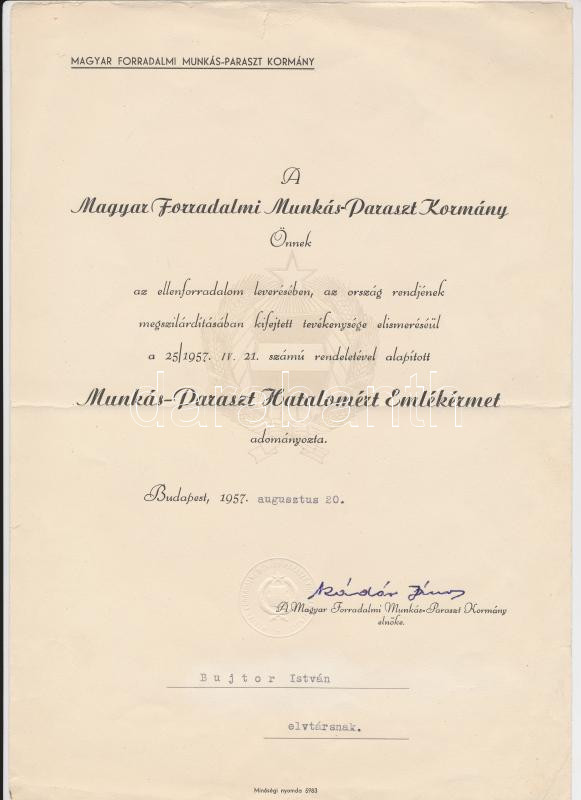 MAGYAR FORRADALMI MUNKÁS-PARASZT KORMÁNY
A
Magyar Forradalmi Munkás-Paraszt Kormány
Önnek
az ellenforradalom leverésében, az ország rendjének
megszilárdításában kifejtett tevékenysége elismeréséül
a 25/1957. IV. 21. számú rendeletével alapított
Munkás-Paraszt Hatalomért Emlékérmet
darabanth
adományozta.
Budapest, 1957. augusztus 20.
Kádár János
A Magyar Forradalmi Munkás-Paraszt Kormány
elnöke.
Bujtor István
elvtársnak.
Minőségi nyomda 5983